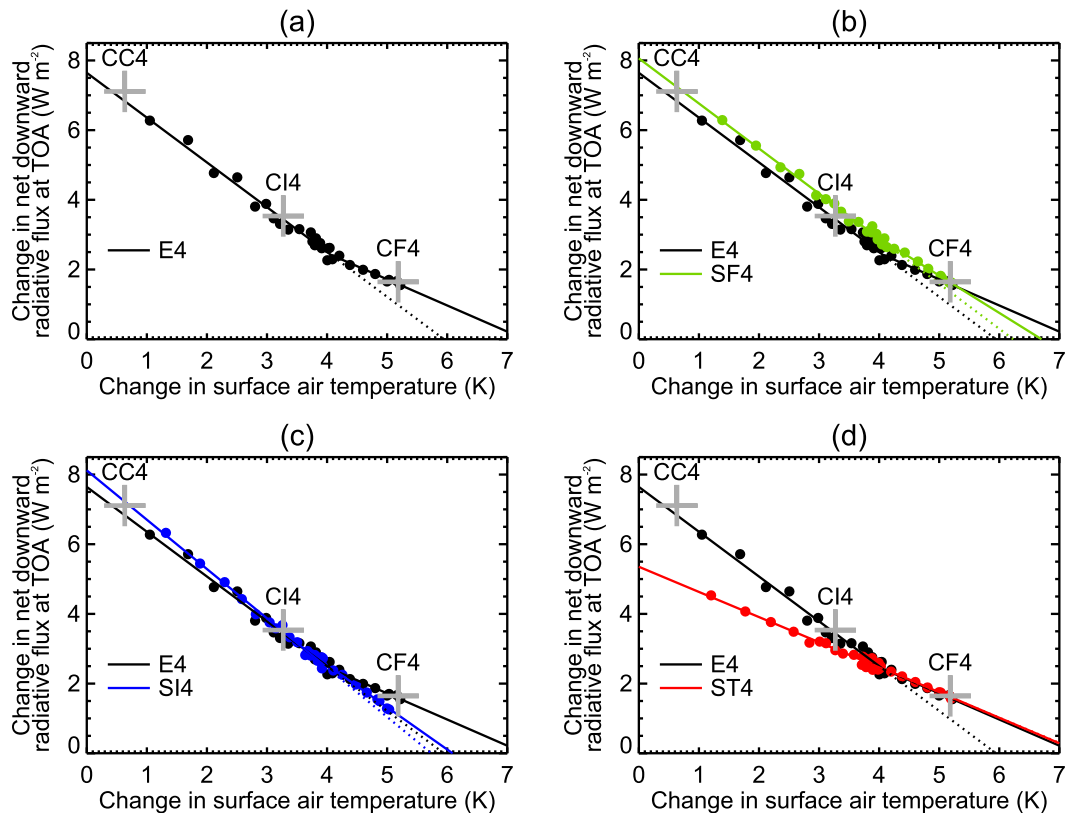 (a)
Change in net downward
radiative flux at TOA (W m⁻²)
8
6
4
2
0
CC4
CI4
CF4
E4
0 1 2 3 4 5 6 7
Change in surface air temperature (K)
(b)
Change in net downward
radiative flux at TOA (W m⁻²)
8
6
4
2
0
CC4
CI4
CF4
E4
SF4
0 1 2 3 4 5 6 7
Change in surface air temperature (K)
(c)
Change in net downward
radiative flux at TOA (W m⁻²)
8
6
4
2
0
CC4
CI4
CF4
E4
SI4
0 1 2 3 4 5 6 7
Change in surface air temperature (K)
(d)
Change in net downward
radiative flux at TOA (W m⁻²)
8
6
4
2
0
CC4
CI4
CF4
E4
ST4
0 1 2 3 4 5 6 7
Change in surface air temperature (K)